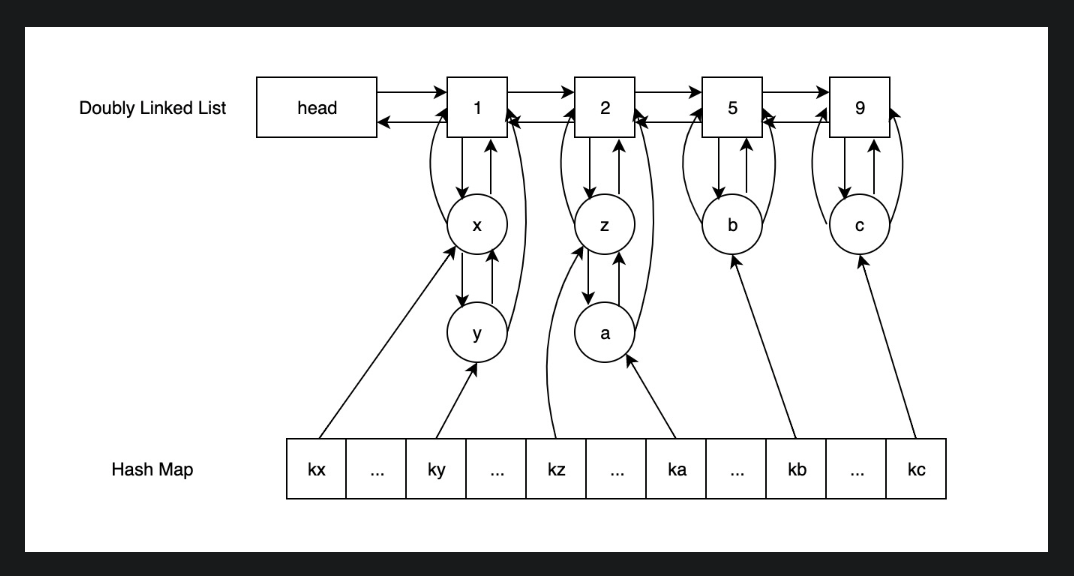 Doubly Linked List head 1 2 5 9
x z b c
y a
Hash Map kx ... ky ... kz ... ka ... kb ... kc